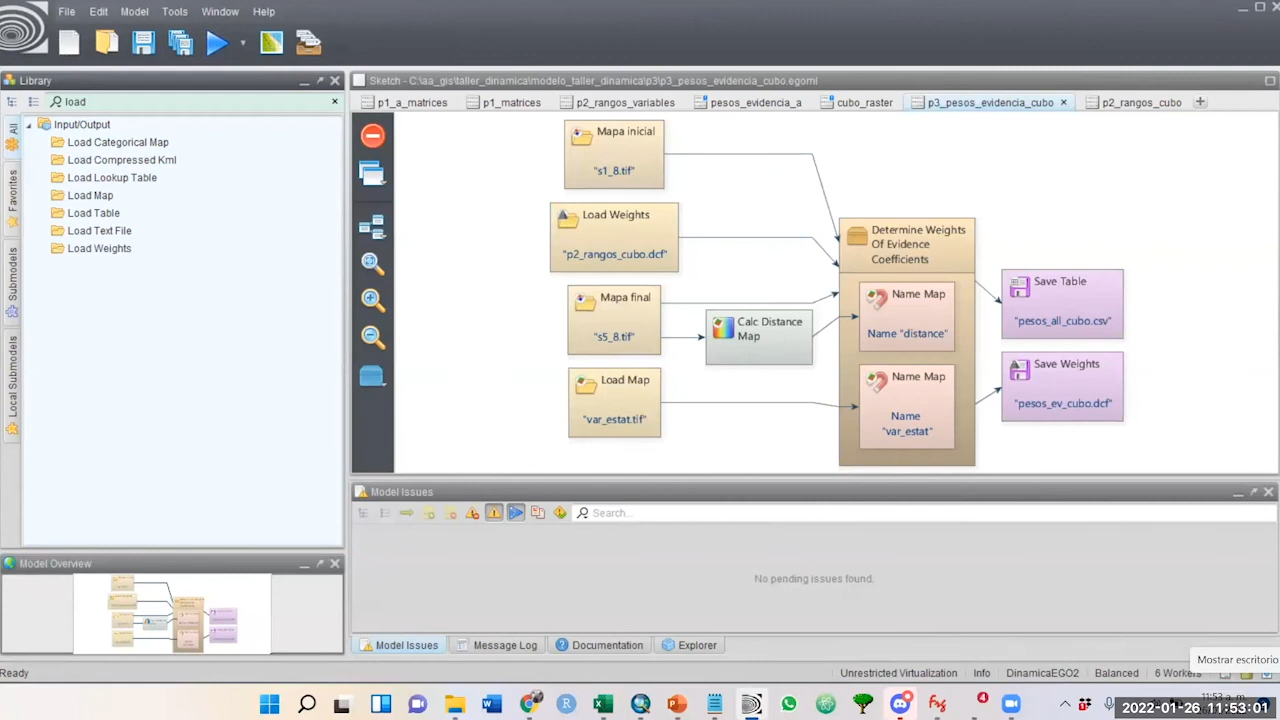 File Edit Model Tools Window Help
Library
Sketch - C:\aa_gis\taller_dinamica\modelo_taller_dinamica\p3\p3_pesos_evidencia_cubo.egoml
load
p1_a_matrices
p1_matrices
p2_rangos_variables
pesos_evidencia_a
cubo_raster
p3_pesos_evidencia_cubo
p2_rangos_cubo
All
Favorites
Submodels
Local Submodels
Input/Output
Load Categorical Map
Load Compressed Kml
Load Lookup Table
Load Map
Load Table
Load Text File
Load Weights
Mapa inicial
"s1_8.tif"
Load Weights
"p2_rangos_cubo.dcf"
Mapa final
"s5_8.tif"
Calc Distance
Map
Load Map
"var_estat.tif"
Determine Weights
Of Evidence
Coefficients
Name Map
Name "distance"
Name Map
Name
"var_estat"
Save Table
"pesos_all_cubo.csv"
Save Weights
"pesos_ev_cubo.dcf"
Model Issues
Search...
No pending issues found.
Model Overview
Model Issues
Message Log
Documentation
Explorer
Ready
Unrestricted Virtualization
Info
DinamicaEGO2
Balanced
6 Workers
Mostrar escritorio
11:53 a. m.
2022-01-26 11:53:01